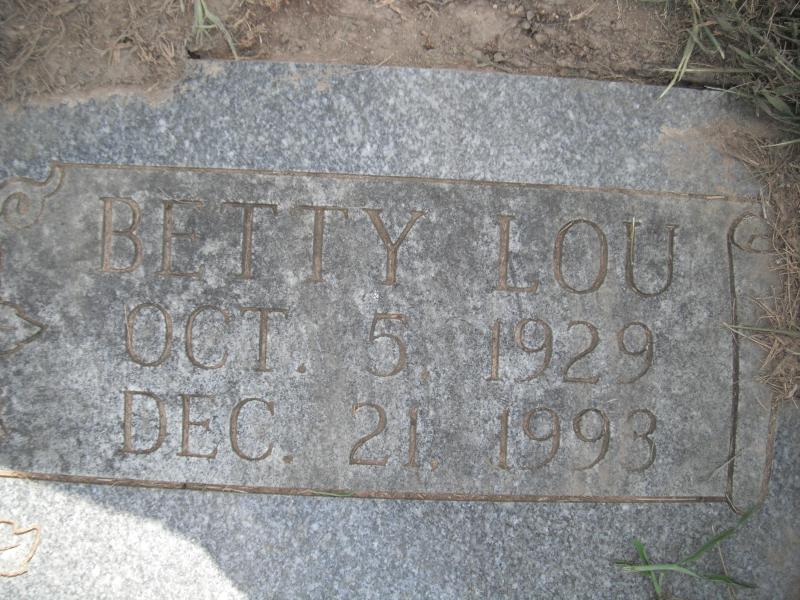 BETTY LOU
OCT. 5, 1929
DEC. 21, 1993